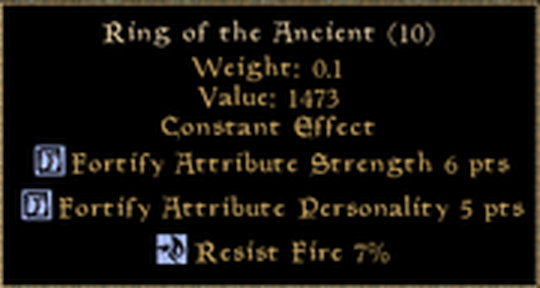 Ring of the Ancient (10)
Weight: 0.1
Value: 1473
Constant Effect
Fortify Attribute Strength 6 pts
Fortify Attribute Personality 5 pts
Resist Fire 7%